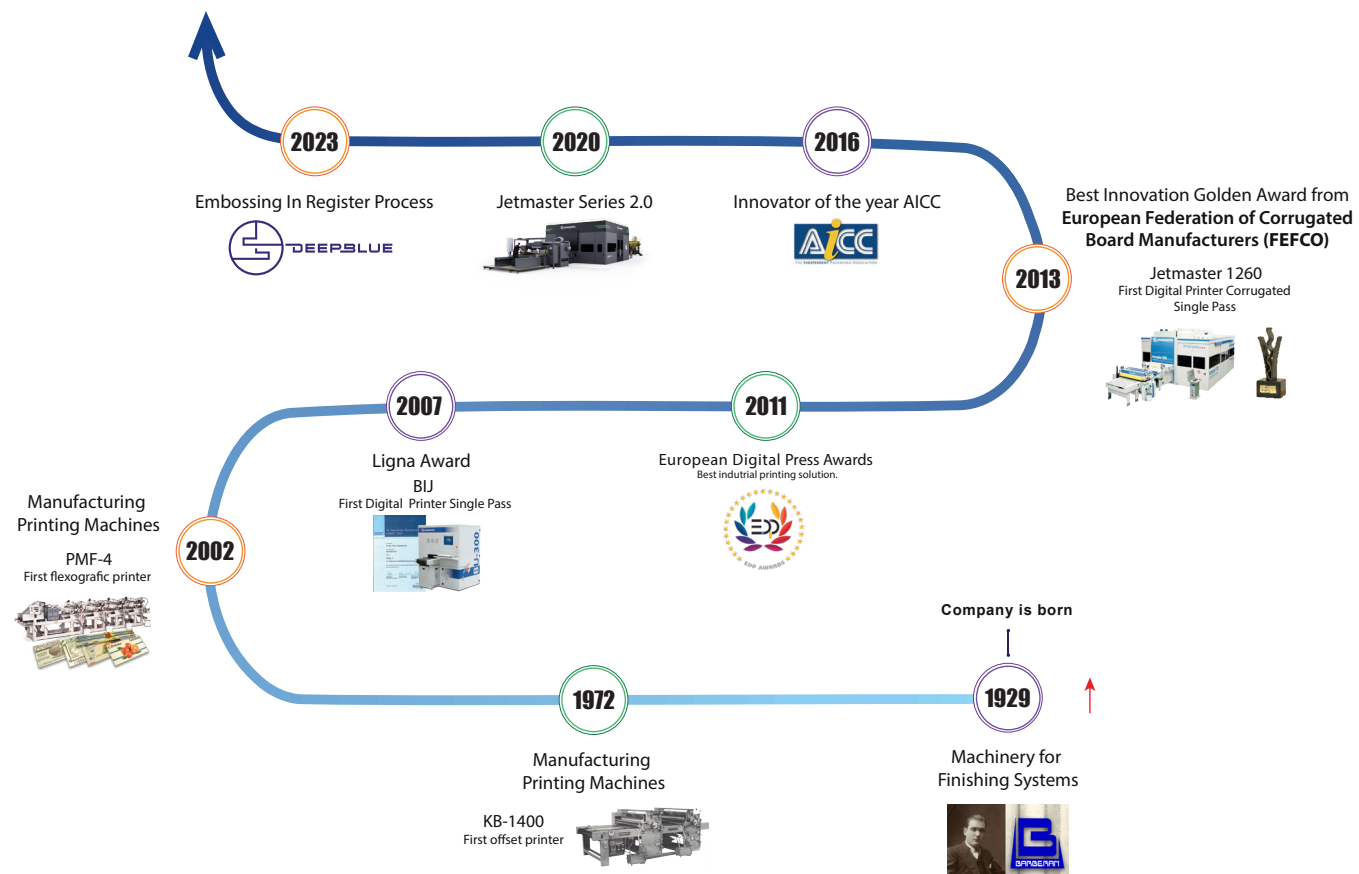 2023
2020
2016
Embossing In Register Process
DEEPBLUE
Jetmaster Series 2.0
Innovator of the year AICC
AiCC
THE INDEPENDENT PACKAGING ASSOCIATION
Best Innovation Golden Award from
European Federation of Corrugated
Board Manufacturers (FEFCO)
2013
Jetmaster 1260
First Digital Printer Corrugated
Single Pass
2007
2011
Ligna Award
BIJ
First Digital Printer Single Pass
European Digital Press Awards
Best indutrial printing solution.
EDP
EDP AWARDS
Manufacturing
Printing Machines
2002
PMF-4
First flexografic printer
Company is born
1972
1929
Manufacturing
Printing Machines
KB-1400
First offset printer
Machinery for
Finishing Systems
BARBERAN